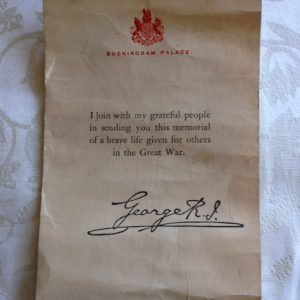 BUCKINGHAM PALACE.
I join with my grateful people
in sending you this memorial
of a brave life given for others
in the Great War.
George R.I.